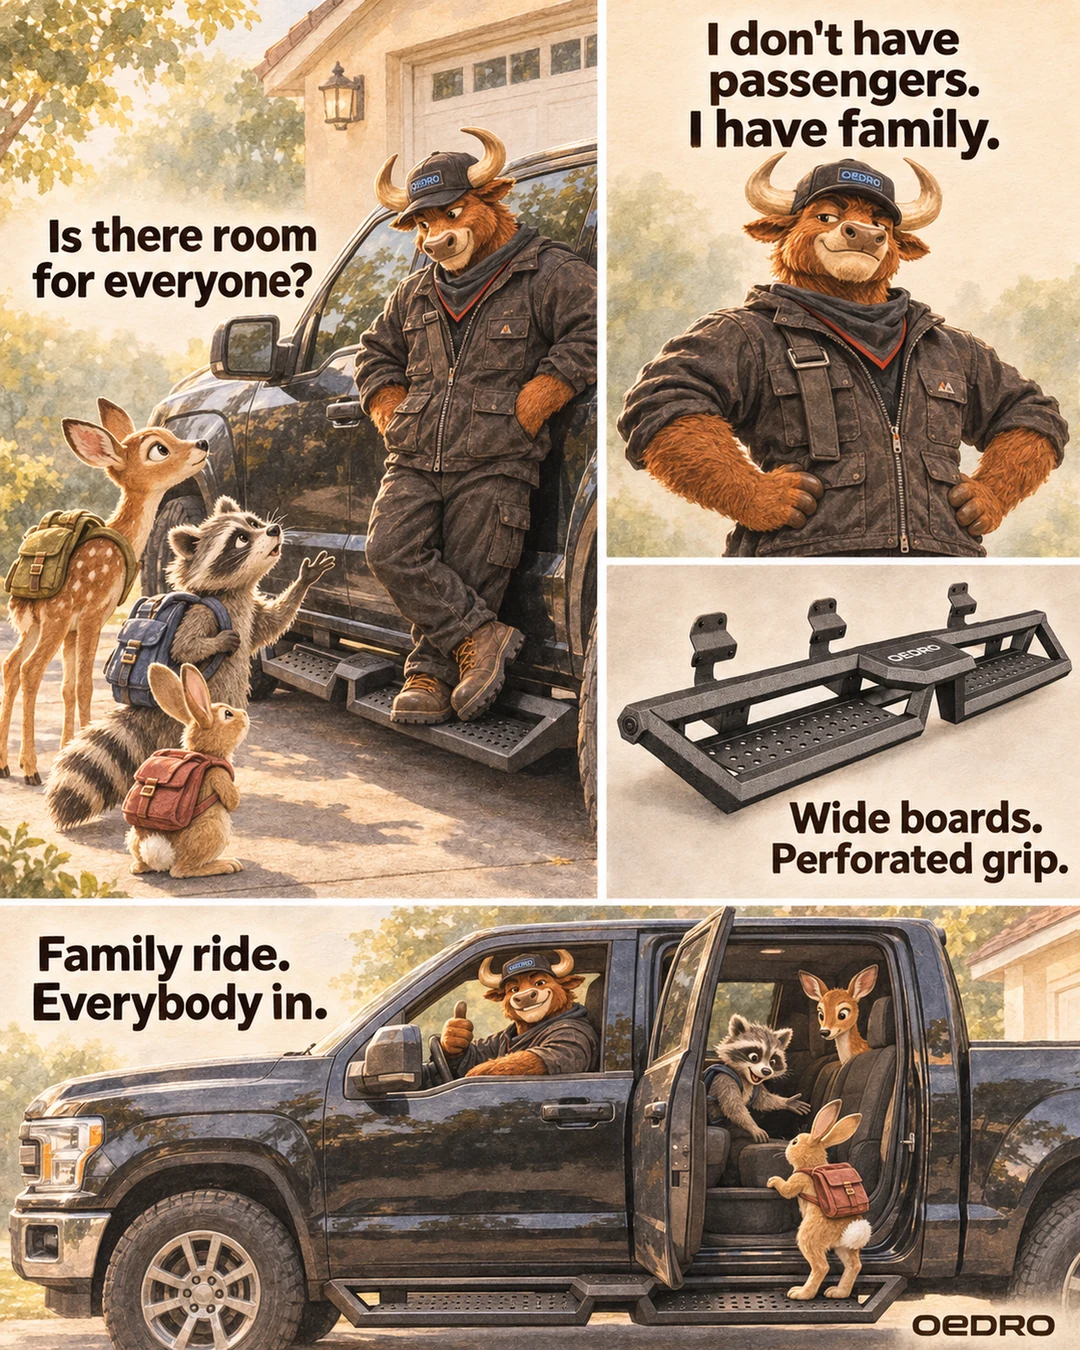 Is there room
for everyone?
OEDRO
I don't have
passengers.
I have family.
OEDRO
OEDRO
Wide boards.
Perforated grip.
Family ride.
Everybody in.
OEDRO
OEDRO